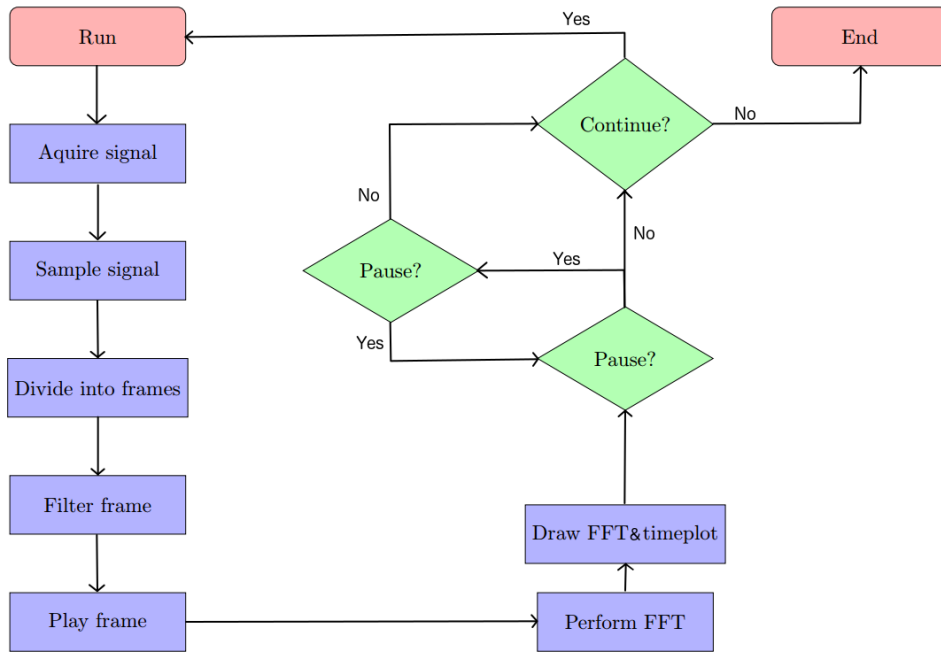 Run
Yes
End
Aquire signal
Continue?
No
No
Sample signal
Pause?
Yes
No
Yes
Pause?
Divide into frames
Filter frame
Draw FFT&timeplot
Play frame
Perform FFT